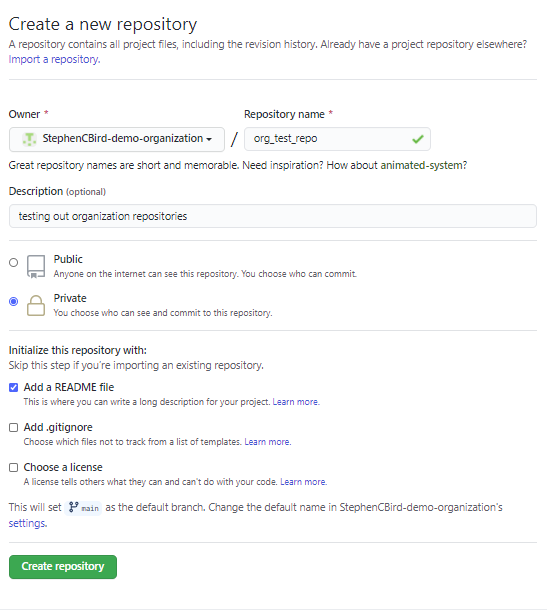 Create a new repository
A repository contains all project files, including the revision history. Already have a project repository elsewhere?
Import a repository.
Owner *
Repository name *
StephenCBird-demo-organization
/
org_test_repo
Great repository names are short and memorable. Need inspiration? How about animated-system?
Description (optional)
testing out organization repositories
Public
Anyone on the internet can see this repository. You choose who can commit.
Private
You choose who can see and commit to this repository.
Initialize this repository with:
Skip this step if you're importing an existing repository.
Add a README file
This is where you can write a long description for your project. Learn more.
Add .gitignore
Choose which files not to track from a list of templates. Learn more.
Choose a license
A license tells others what they can and can't do with your code. Learn more.
This will set main as the default branch. Change the default name in StephenCBird-demo-organization's
settings.
Create repository